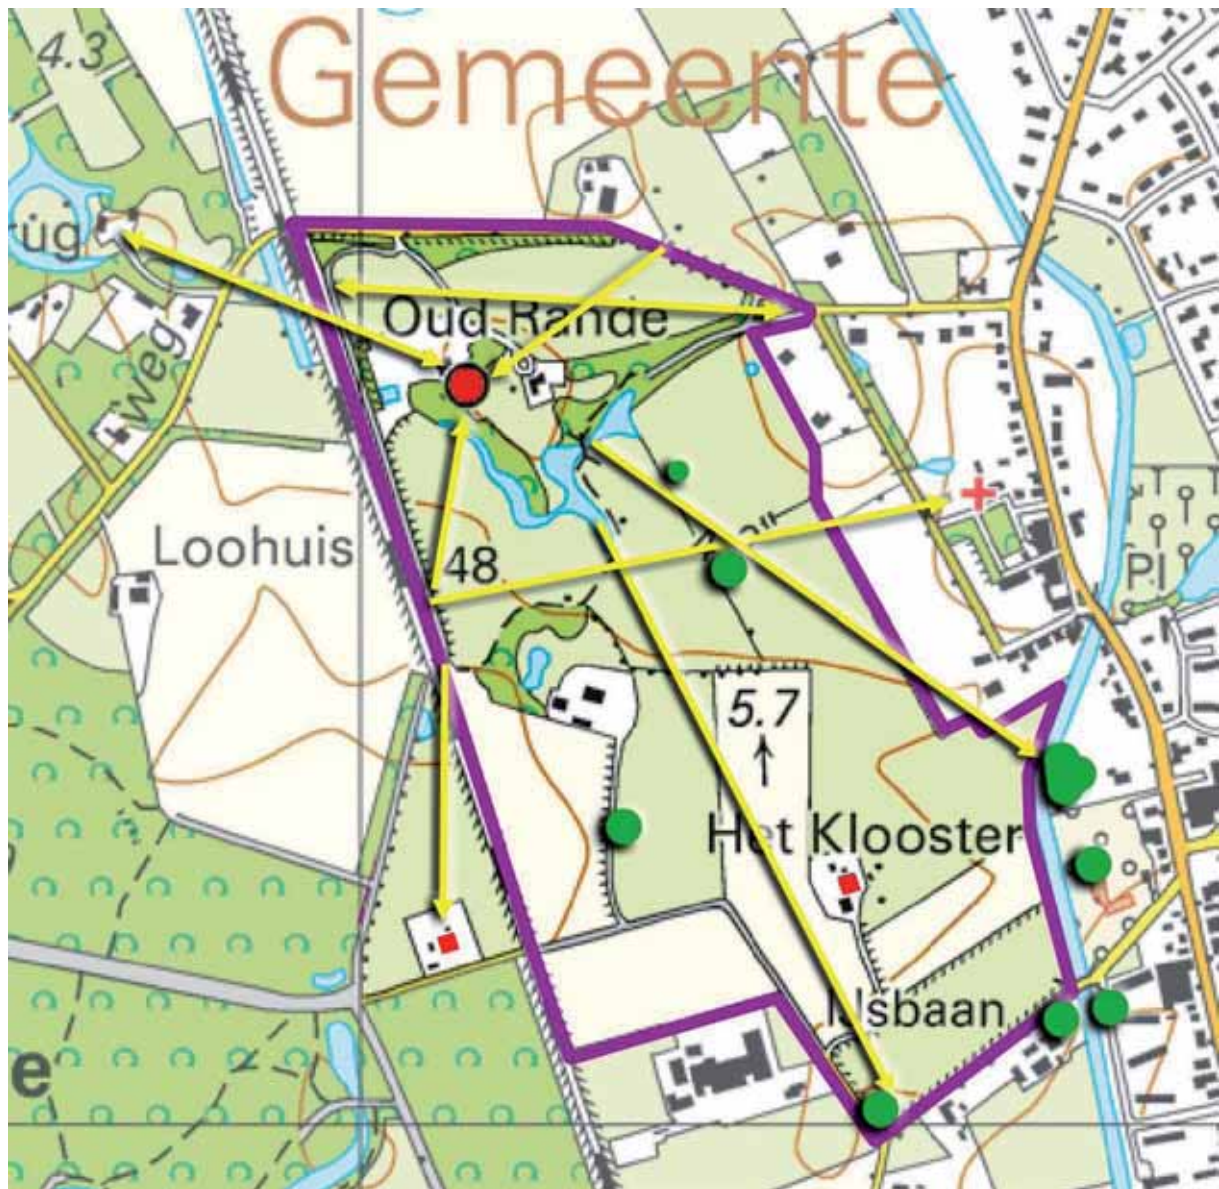 Gemeente
4.3
rug
Oud-Rande
Weg
Loohuis
48
Pl
5.7
Het Klooster
IJsbaan
e